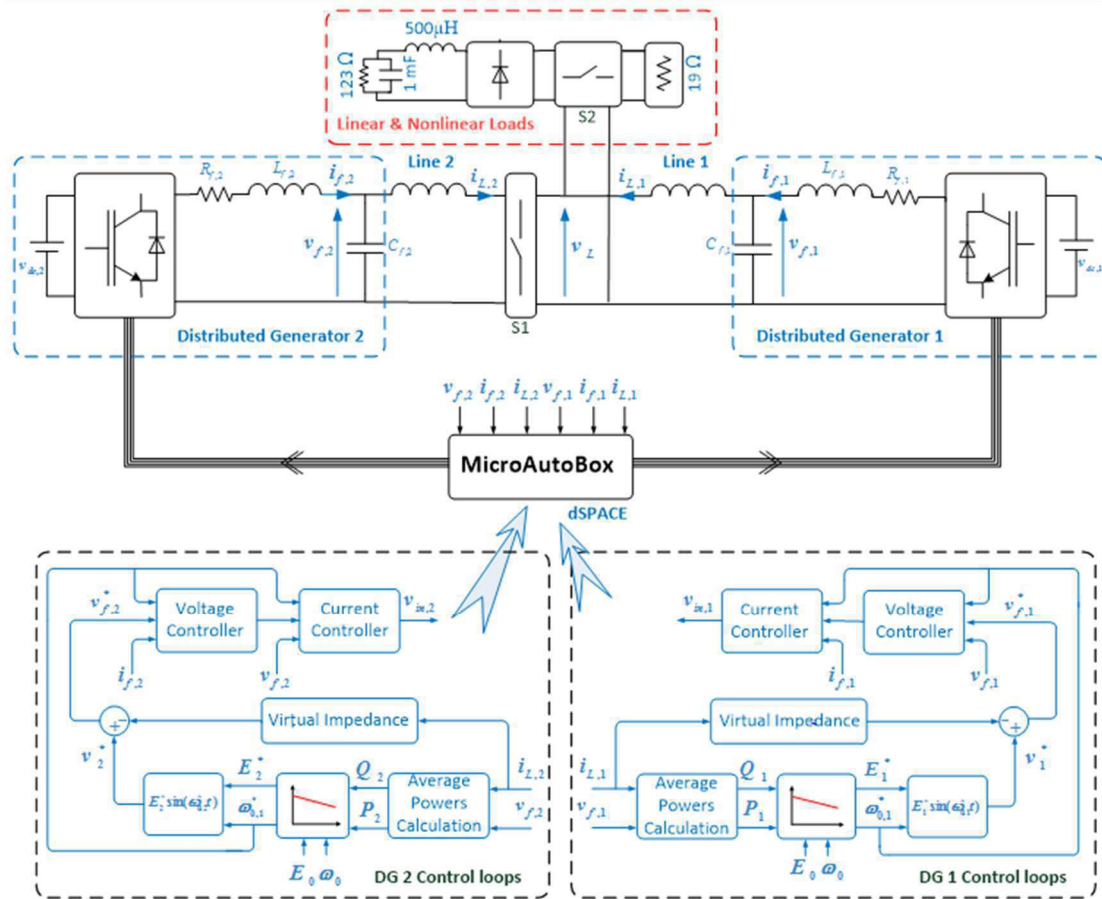 500μH
123 Ω
1 mF
19 Ω
S2
Linear & Nonlinear Loads
R_f,2
L_f,2
i_f,2
Line 2
i_L,2
i_L,1
Line 1
i_f,1
L_f,1
R_f,1
v_dc,2
v_f,2
C_f,2
v_L
C_f,1
v_f,1
v_dc,1
Distributed Generator 2
S1
Distributed Generator 1
v_f,2 i_f,2 i_L,2 v_f,1 i_f,1 i_L,1
MicroAutoBox
dSPACE
v*_f,2
Voltage
Controller
Current
Controller
v_in,2
i_f,2
v_f,2
Virtual Impedance
v*_2
E*_2
Q_2
ω*_0,1
P_2
Average
Powers
Calculation
i_L,2
v_f,2
E_0 ω_0
DG 2 Control loops
v_in,1
Current
Controller
Voltage
Controller
v*_f,1
i_f,1
v_f,1
Virtual Impedance
v*_1
i_L,1
v_f,1
Average
Powers
Calculation
Q_1
P_1
E*_1
ω*_0,1
E_0 ω_0
DG 1 Control loops